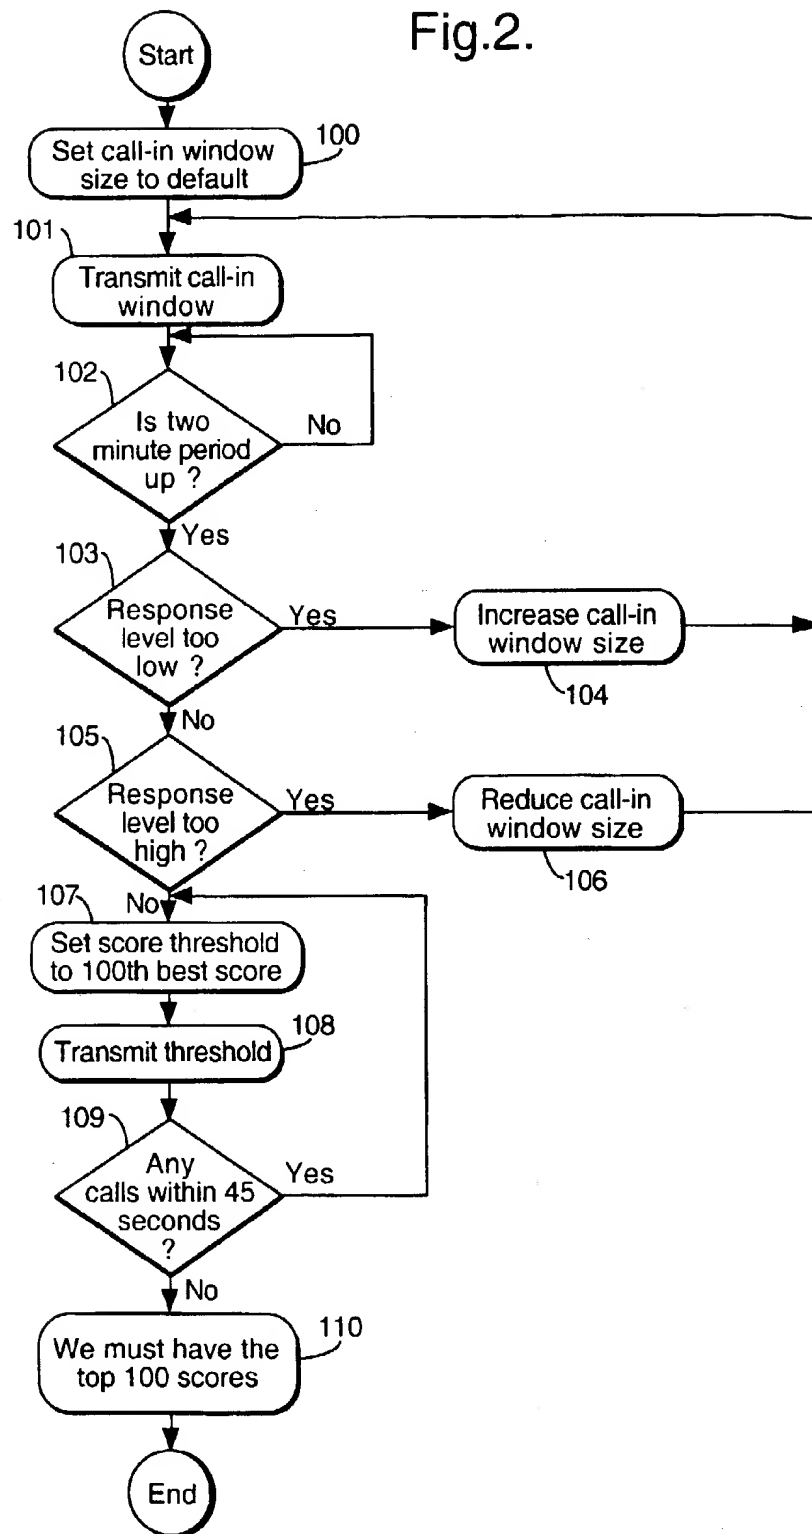 Fig.2.
Start
100
Set call-in window
size to default
101
Transmit call-in
window
102
Is two
minute period
up ?
No
Yes
103
Response
level too
low ?
Yes
Increase call-in
window size
104
No
105
Response
level too
high ?
Yes
Reduce call-in
window size
106
No
107
Set score threshold
to 100th best score
108
Transmit threshold
109
Any
calls within 45
seconds
?
Yes
No
110
We must have the
top 100 scores
End